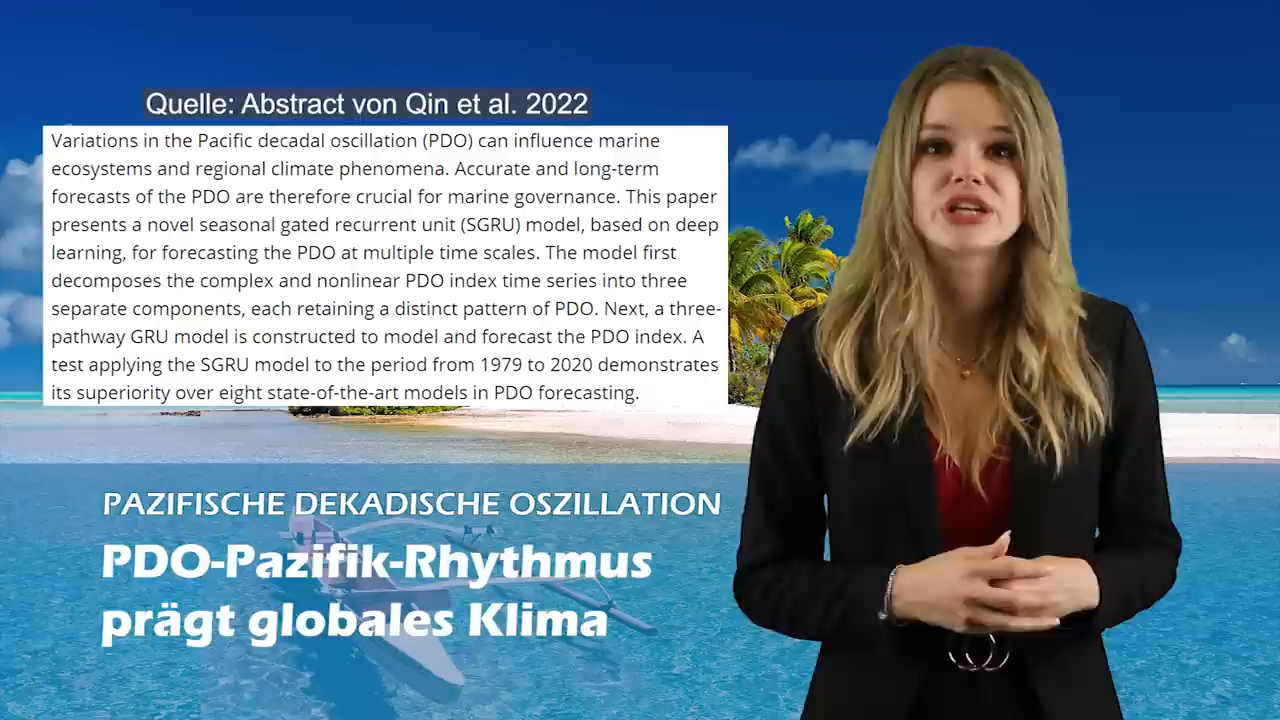 Quelle: Abstract von Qin et al. 2022
Variations in the Pacific decadal oscillation (PDO) can influence marine
ecosystems and regional climate phenomena. Accurate and long-term
forecasts of the PDO are therefore crucial for marine governance. This paper
presents a novel seasonal gated recurrent unit (SGRU) model, based on deep
learning, for forecasting the PDO at multiple time scales. The model first
decomposes the complex and nonlinear PDO index time series into three
separate components, each retaining a distinct pattern of PDO. Next, a three-
pathway GRU model is constructed to model and forecast the PDO index. A
test applying the SGRU model to the period from 1979 to 2020 demonstrates
its superiority over eight state-of-the-art models in PDO forecasting.
PAZIFISCHE DEKADISCHE OSZILLATION
PDO-Pazifik-Rhythmus
prägt globales Klima